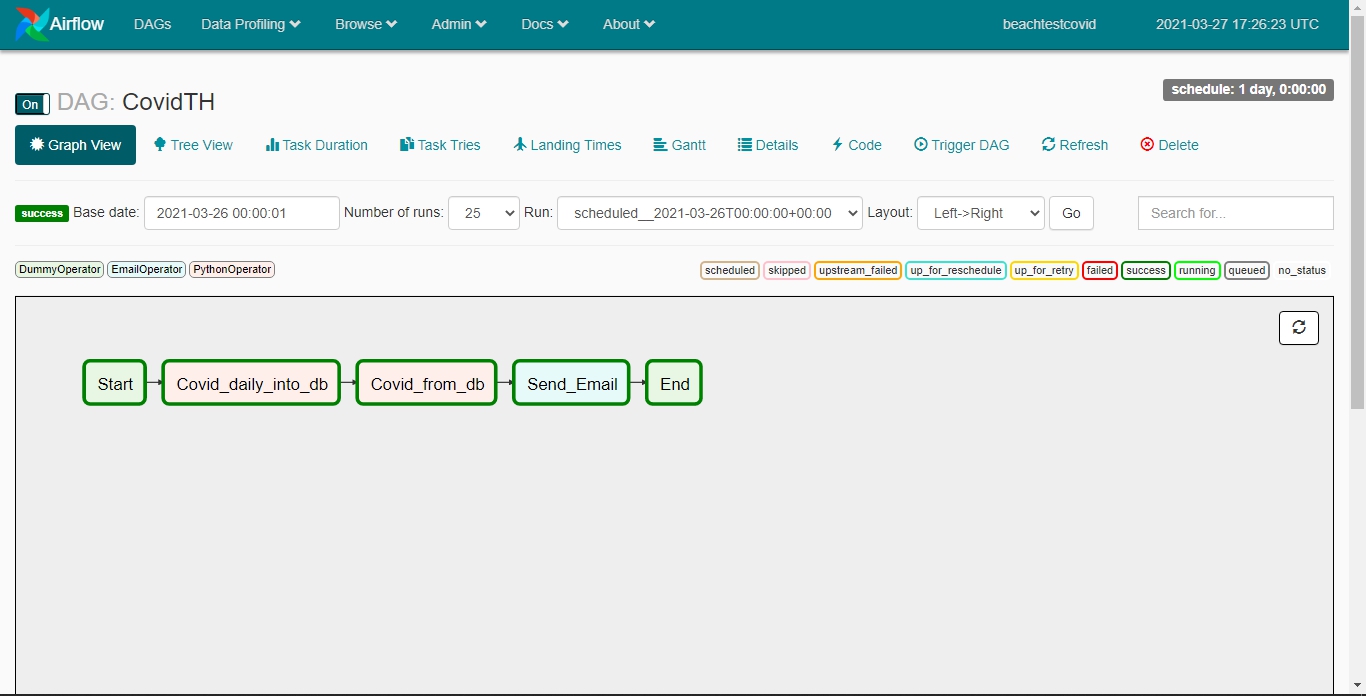 Airflow DAGs Data Profiling Browse Admin Docs About beachtestcovid 2021-03-27 17:26:23 UTC
schedule: 1 day, 0:00:00
On DAG: CovidTH
Graph View Tree View Task Duration Task Tries Landing Times Gantt Details Code Trigger DAG Refresh Delete
success Base date: 2021-03-26 00:00:01 Number of runs: 25 Run: scheduled__2021-03-26T00:00:00+00:00 Layout: Left->Right Go Search for...
DummyOperator EmailOperator PythonOperator scheduled skipped upstream_failed up_for_reschedule up_for_retry failed success running queued no_status
Start Covid_daily_into_db Covid_from_db Send_Email End